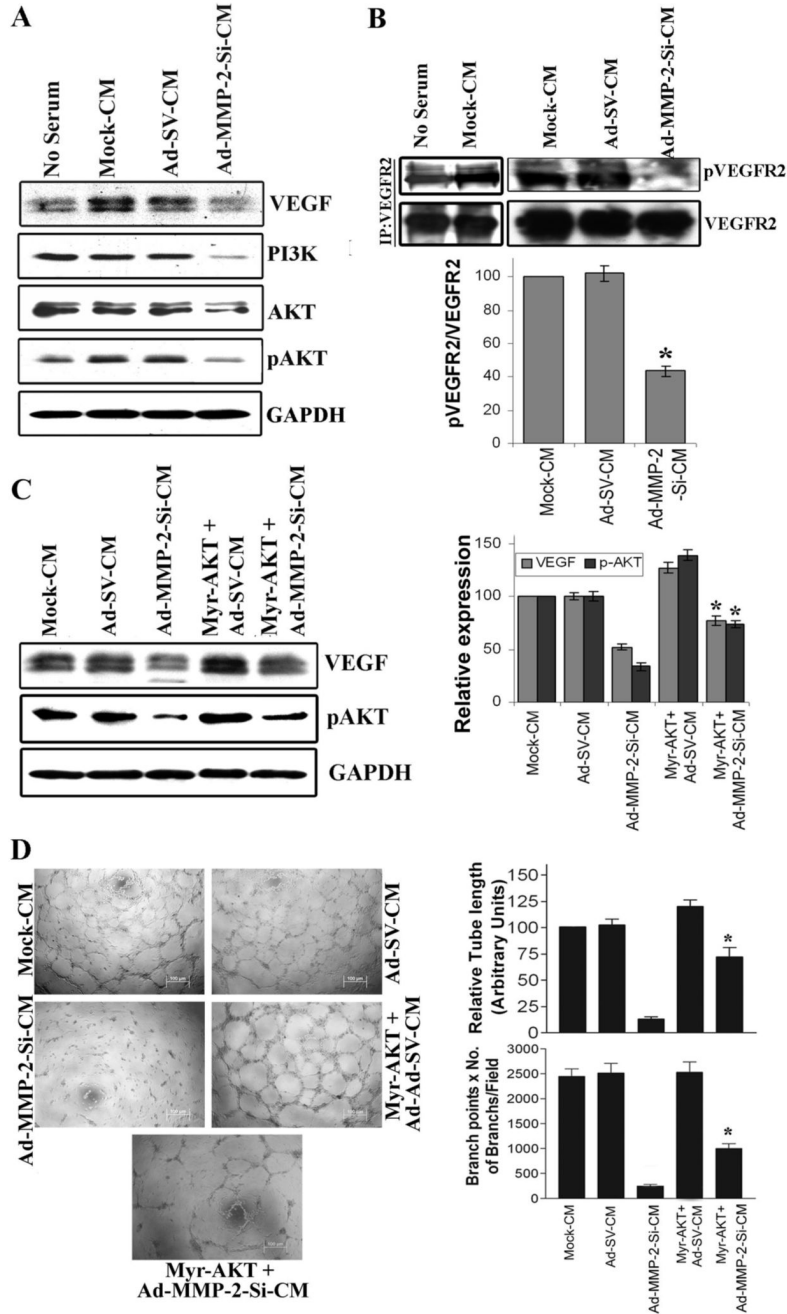 A
No Serum
Mock-CM
Ad-SV-CM
Ad-MMP-2-Si-CM
VEGF
PI3K
AKT
pAKT
GAPDH
B
No Serum
Mock-CM
Mock-CM
Ad-SV-CM
Ad-MMP-2-Si-CM
IP:VEGFR2
pVEGFR2
VEGFR2
pVEGFR2/VEGFR2
100
80
60
40
20
0
*
Mock-CM
Ad-SV-CM
Ad-MMP-2
-Si-CM
C
Mock-CM
Ad-SV-CM
Ad-MMP-2-Si-CM
Myr-AKT +
Ad-SV-CM
Myr-AKT +
Ad-MMP-2-Si-CM
VEGF
pAKT
GAPDH
Relative expression
150
100
50
0
VEGF
p-AKT
* *
Mock-CM
Ad-SV-CM
Ad-MMP-2-Si-CM
Myr-AKT+
Ad-SV-CM
Myr-AKT+
Ad-MMP-2-Si-CM
D
Mock-CM
Ad-SV-CM
Ad-MMP-2-Si-CM
Myr-AKT +
Ad-Ad-SV-CM
Myr-AKT +
Ad-MMP-2-Si-CM
Relative Tube length
(Arbitrary Units)
150
125
100
75
50
25
0
*
Branch points x No.
of Branchs/Field
2500
2000
1500
1000
500
0
*
Mock-CM
Ad-SV-CM
Ad-MMP-2-Si-CM
Myr-AKT+
Ad-SV-CM
Myr-AKT+
Ad-MMP-2-Si-CM